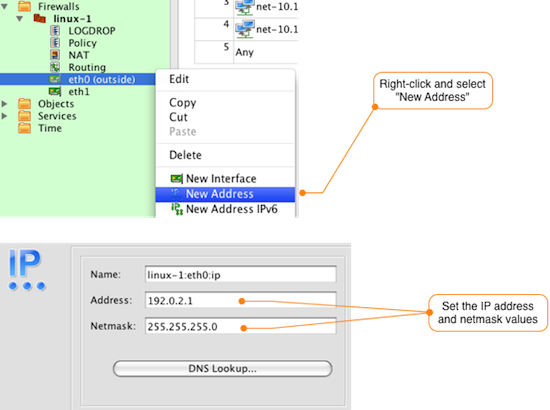 Firewalls
linux-1
LOGDROP
Policy
NAT
Routing
eth0 (outside)
eth1
Objects
Services
Time
3 net-10.1
4 net-10.1
5 Any
Edit
Copy
Cut
Paste
Delete
New Interface
New Address
New Address IPv6
Right-click and select
"New Address"
IP
Name: linux-1:eth0:ip
Address: 192.0.2.1
Netmask: 255.255.255.0
DNS Lookup...
Set the IP address
and netmask values